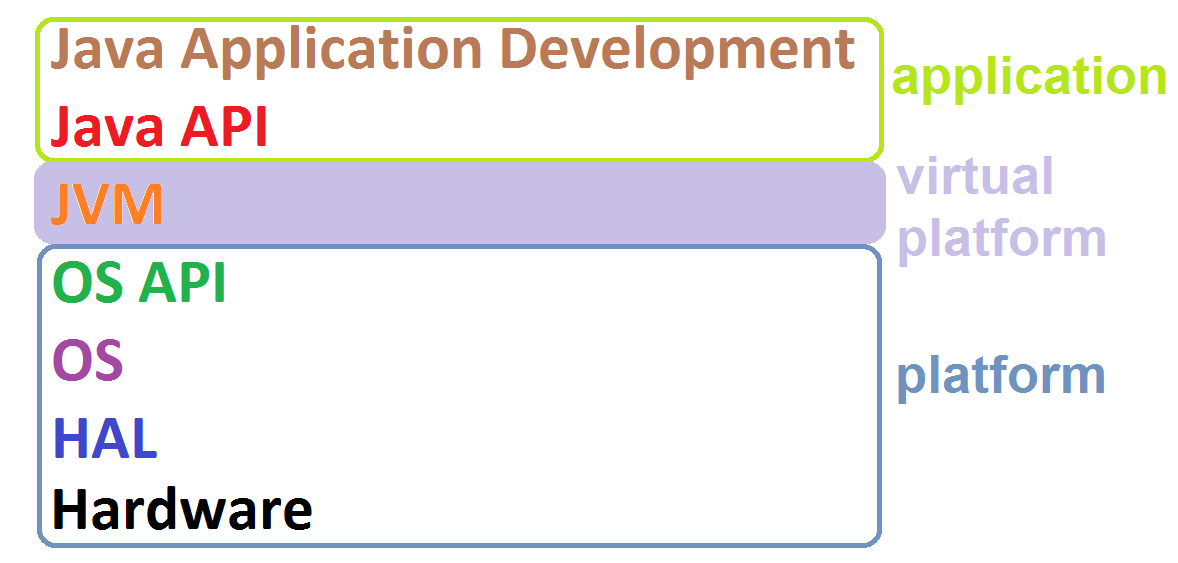 Java Application Development
application
Java API
virtual
platform
JVM
OS API
OS
platform
HAL
Hardware